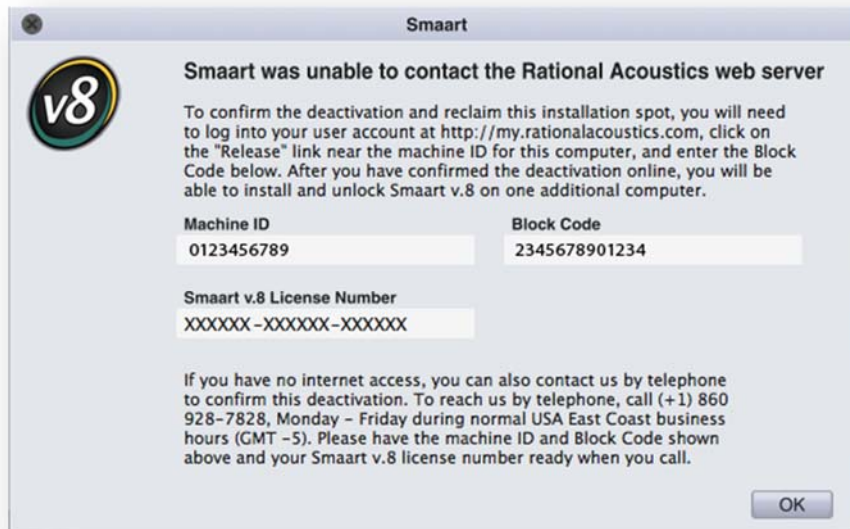 Smaart
v8
Smaart was unable to contact the Rational Acoustics web server
To confirm the deactivation and reclaim this installation spot, you will need
to log into your user account at http://my.rationalacoustics.com, click on
the "Release" link near the machine ID for this computer, and enter the Block
Code below. After you have confirmed the deactivation online, you will be
able to install and unlock Smaart v.8 on one additional computer.
Machine ID
Block Code
0123456789
2345678901234
Smaart v.8 License Number
XXXXXX-XXXXXX-XXXXXX
If you have no internet access, you can also contact us by telephone
to confirm this deactivation. To reach us by telephone, call (+1) 860
928-7828, Monday - Friday during normal USA East Coast business
hours (GMT -5). Please have the machine ID and Block Code shown
above and your Smaart v.8 license number ready when you call.
OK